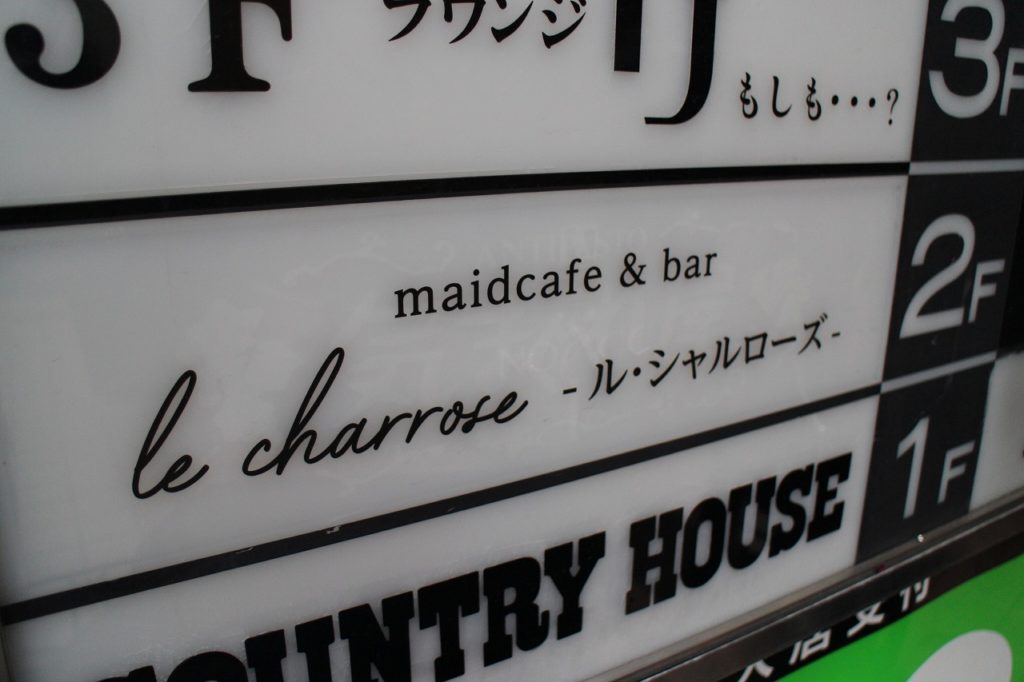 3F ラウンジ
もしも・・・?
3F
maidcafe & bar
2F
le charrose -ル・シャルローズ-
COUNTRY HOUSE
1F